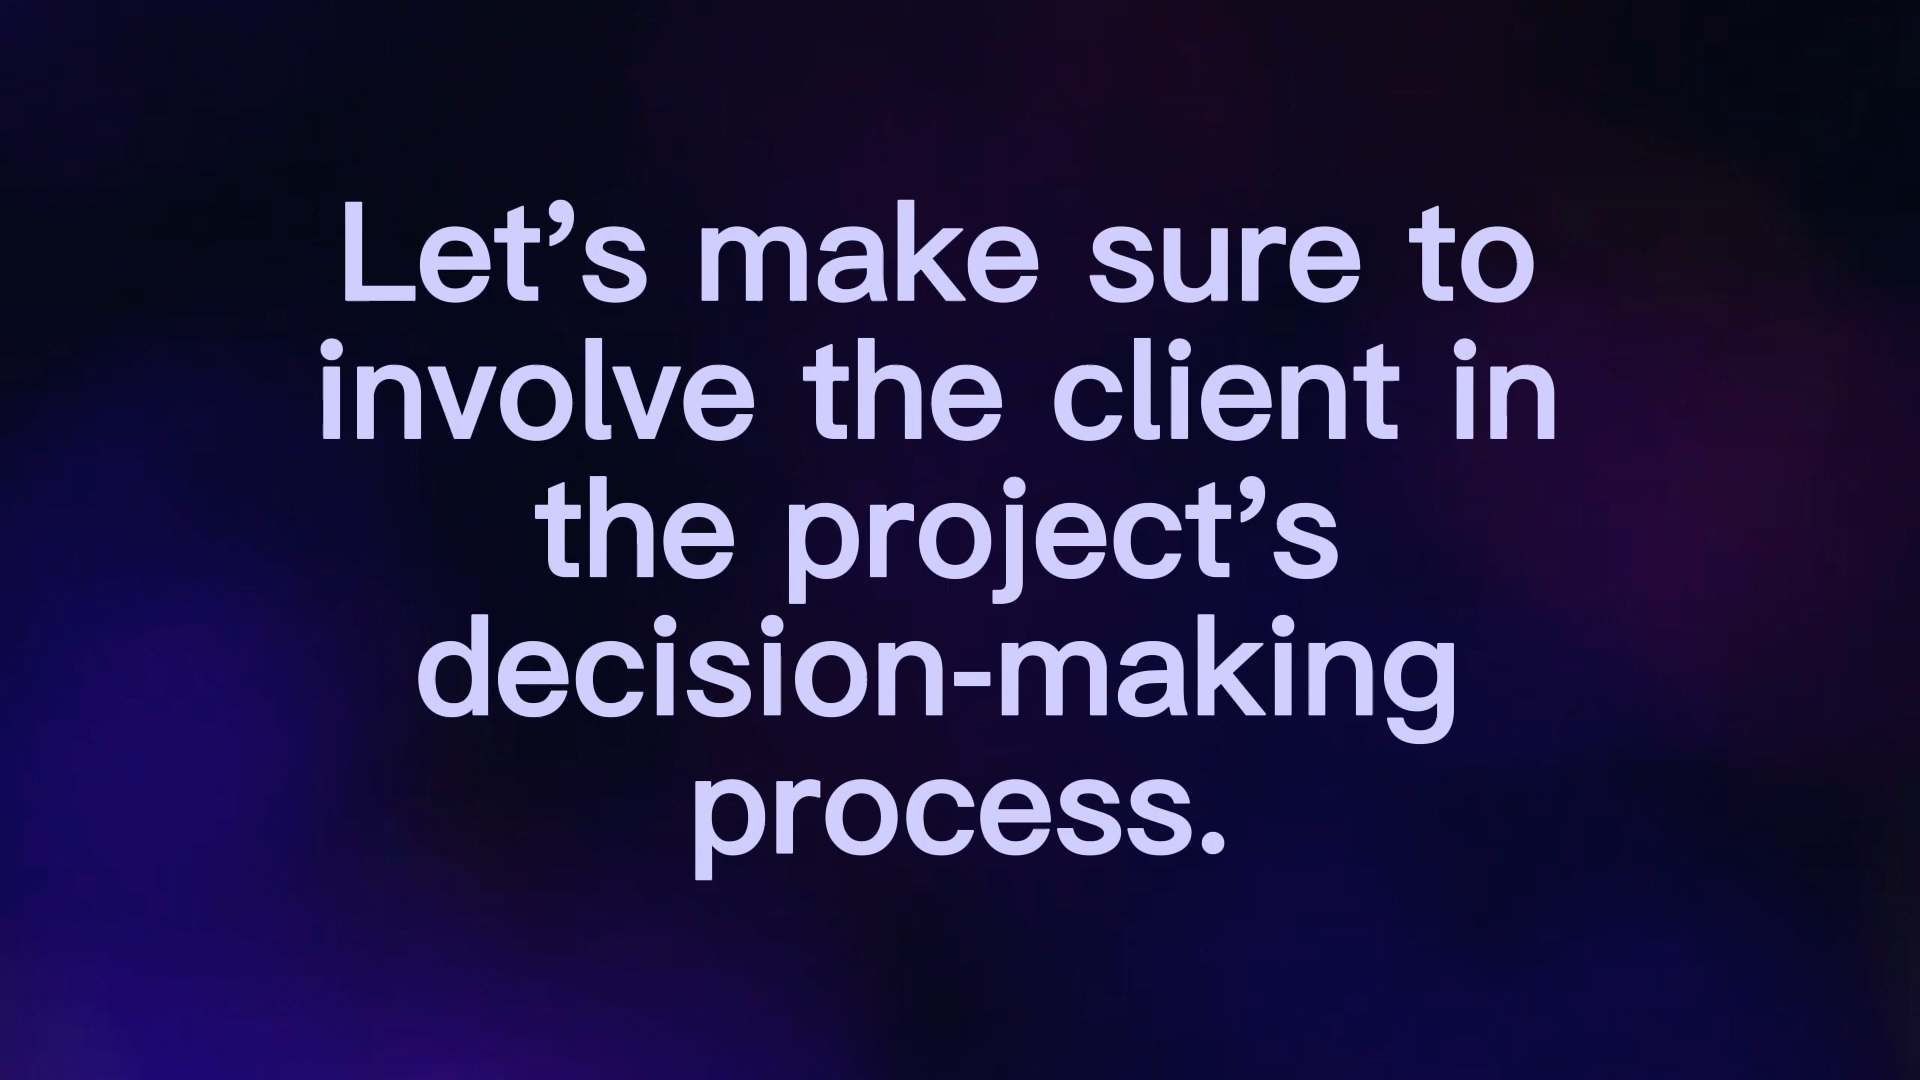 Let’s make sure to
involve the client in
the project’s
decision-making
process.